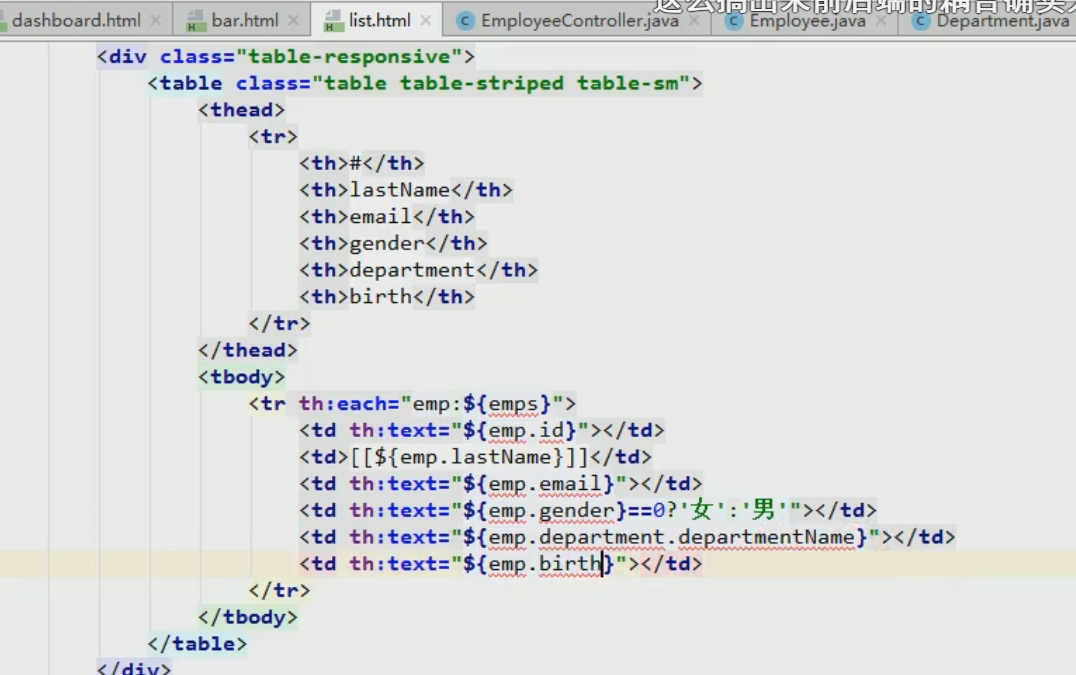 dashboard.html × bar.html × list.html × EmployeeController.java × Employee.java × Department.java
<div class="table-responsive">
<table class="table table-striped table-sm">
<thead>
<tr>
<th>#</th>
<th>lastName</th>
<th>email</th>
<th>gender</th>
<th>department</th>
<th>birth</th>
</tr>
</thead>
<tbody>
<tr th:each="emp:${emps}">
<td th:text="${emp.id}"></td>
<td>[[${emp.lastName}]]</td>
<td th:text="${emp.email}"></td>
<td th:text="${emp.gender}==0?'女':'男'"></td>
<td th:text="${emp.department.departmentName}"></td>
<td th:text="${emp.birth}"></td>
</tr>
</tbody>
</table>
</div>